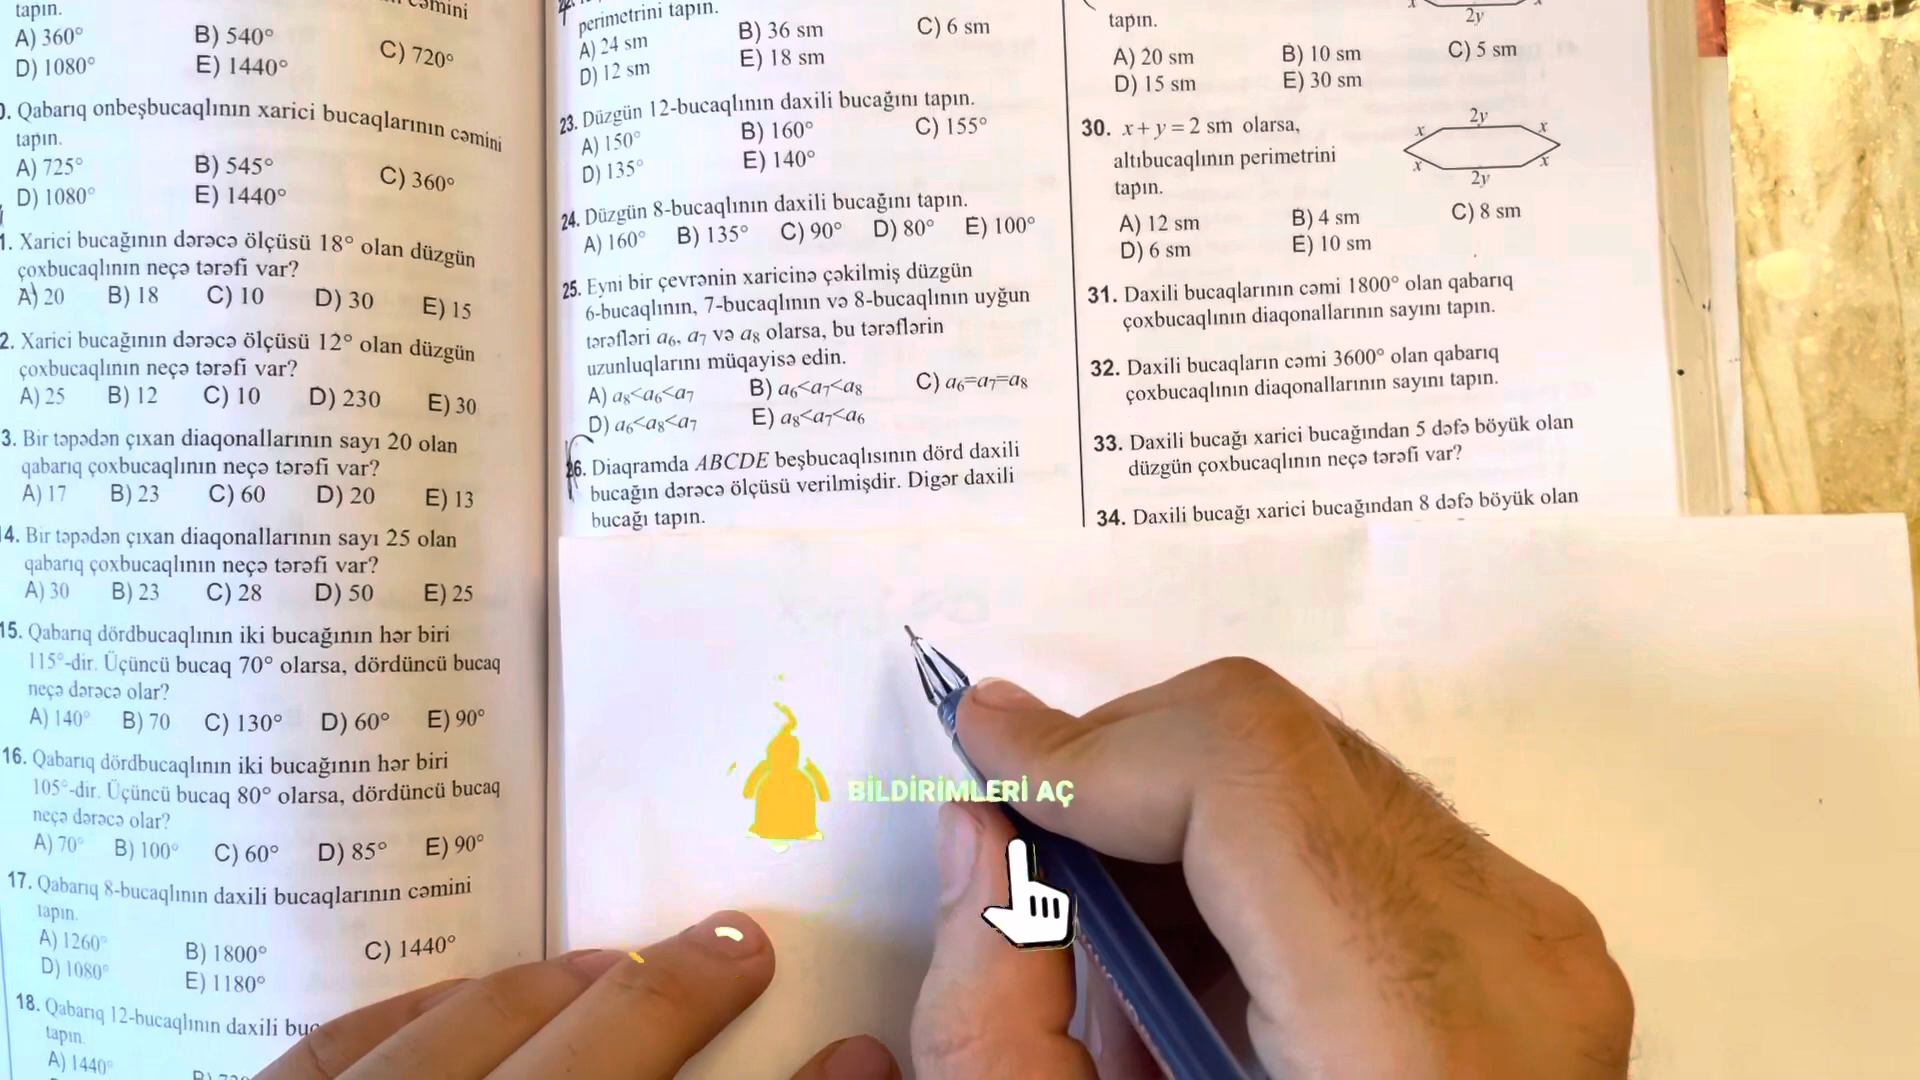 tapın.
A) 360° B) 540° C) 720°
D) 1080° E) 1440°
0. Qabarıq onbeşbucaqlının xarici bucaqlarının cəmini
tapın.
A) 725° B) 545° C) 360°
D) 1080° E) 1440°
1. Xarici bucağının dərəcə ölçüsü 18° olan düzgün
çoxbucaqlının neçə tərəfi var?
A) 20 B) 18 C) 10 D) 30 E) 15
2. Xarici bucağının dərəcə ölçüsü 12° olan düzgün
çoxbucaqlının neçə tərəfi var?
A) 25 B) 12 C) 10 D) 230 E) 30
3. Bir təpədən çıxan diaqonallarının sayı 20 olan
qabarıq çoxbucaqlının neçə tərəfi var?
A) 17 B) 23 C) 60 D) 20 E) 13
14. Bir təpədən çıxan diaqonallarının sayı 25 olan
qabarıq çoxbucaqlının neçə tərəfi var?
A) 30 B) 23 C) 28 D) 50 E) 25
15. Qabarıq dördbucaqlının iki bucağının hər biri
115°-dir. Üçüncü bucaq 70° olarsa, dördüncü bucaq
neçə dərəcə olar?
A) 140° B) 70 C) 130° D) 60° E) 90°
16. Qabarıq dördbucaqlının iki bucağının hər biri
105°-dir. Üçüncü bucaq 80° olarsa, dördüncü bucaq
neçə dərəcə olar?
A) 70° B) 100° C) 60° D) 85° E) 90°
17. Qabarıq 8-bucaqlının daxili bucaqlarının cəmini
tapın.
A) 1260° B) 1800° C) 1440°
D) 1080° E) 1180°
18. Qabarıq 12-bucaqlının daxili buc
tapın.
A) 1440°
perimetrini tapın.
A) 24 sm B) 36 sm C) 6 sm
D) 12 sm E) 18 sm
23. Düzgün 12-bucaqlının daxili bucağını tapın.
A) 150° B) 160° C) 155°
D) 135° E) 140°
24. Düzgün 8-bucaqlının daxili bucağını tapın.
A) 160° B) 135° C) 90° D) 80° E) 100°
25. Eyni bir çevrənin xaricinə çəkilmiş düzgün
6-bucaqlının, 7-bucaqlının və 8-bucaqlının uyğun
tərəfləri a₆, a₇ və a₈ olarsa, bu tərəflərin
uzunluqlarını müqayisə edin.
A) a₈<a₆<a₇ B) a₆<a₇<a₈ C) a₆=a₇=a₈
D) a₆<a₈<a₇ E) a₈<a₇<a₆
26. Diaqramda ABCDE beşbucaqlısının dörd daxili
bucağın dərəcə ölçüsü verilmişdir. Digər daxili
bucağı tapın.
2y
tapın.
A) 20 sm B) 10 sm C) 5 sm
D) 15 sm E) 30 sm
30. x + y = 2 sm olarsa,
altıbucaqlının perimetrini
tapın.
2y
x x
x x
2y
A) 12 sm B) 4 sm C) 8 sm
D) 6 sm E) 10 sm
31. Daxili bucaqlarının cəmi 1800° olan qabarıq
çoxbucaqlının diaqonallarının sayını tapın.
32. Daxili bucaqların cəmi 3600° olan qabarıq
çoxbucaqlının diaqonallarının sayını tapın.
33. Daxili bucağı xarici bucağından 5 dəfə böyük olan
düzgün çoxbucaqlının neçə tərəfi var?
34. Daxili bucağı xarici bucağından 8 dəfə böyük olan
BİLDİRİMLERİ AÇ